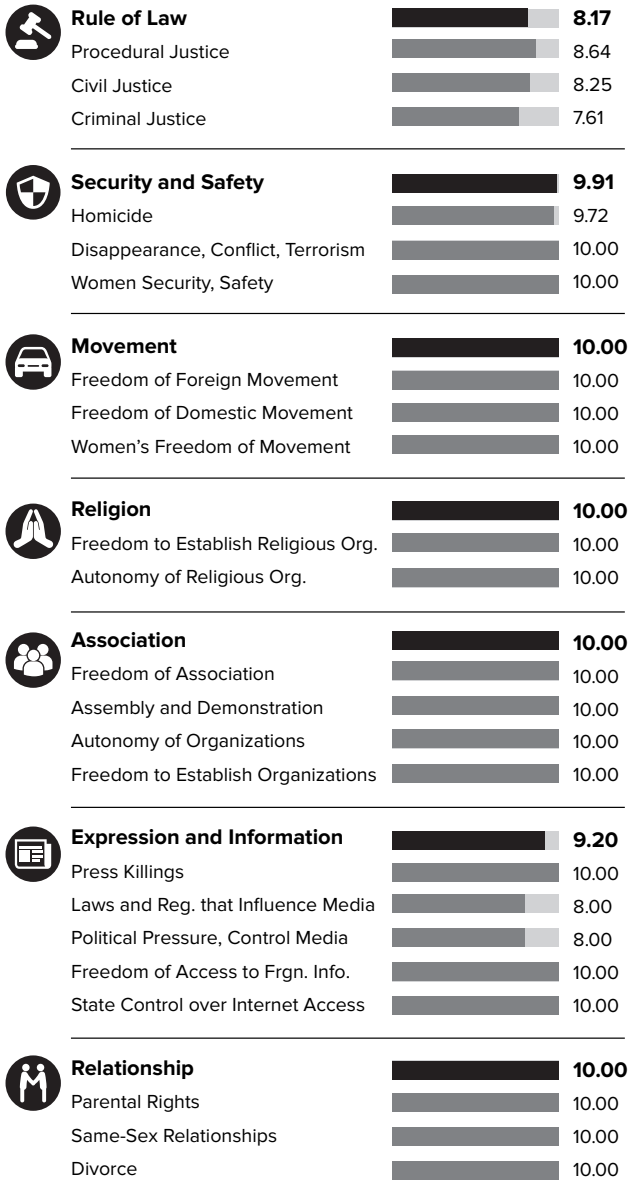 Rule of Law 8.17
Procedural Justice 8.64
Civil Justice 8.25
Criminal Justice 7.61
Security and Safety 9.91
Homicide 9.72
Disappearance, Conflict, Terrorism 10.00
Women Security, Safety 10.00
Movement 10.00
Freedom of Foreign Movement 10.00
Freedom of Domestic Movement 10.00
Women’s Freedom of Movement 10.00
Religion 10.00
Freedom to Establish Religious Org. 10.00
Autonomy of Religious Org. 10.00
Association 10.00
Freedom of Association 10.00
Assembly and Demonstration 10.00
Autonomy of Organizations 10.00
Freedom to Establish Organizations 10.00
Expression and Information 9.20
Press Killings 10.00
Laws and Reg. that Influence Media 8.00
Political Pressure, Control Media 8.00
Freedom of Access to Frgn. Info. 10.00
State Control over Internet Access 10.00
Relationship 10.00
Parental Rights 10.00
Same-Sex Relationships 10.00
Divorce 10.00